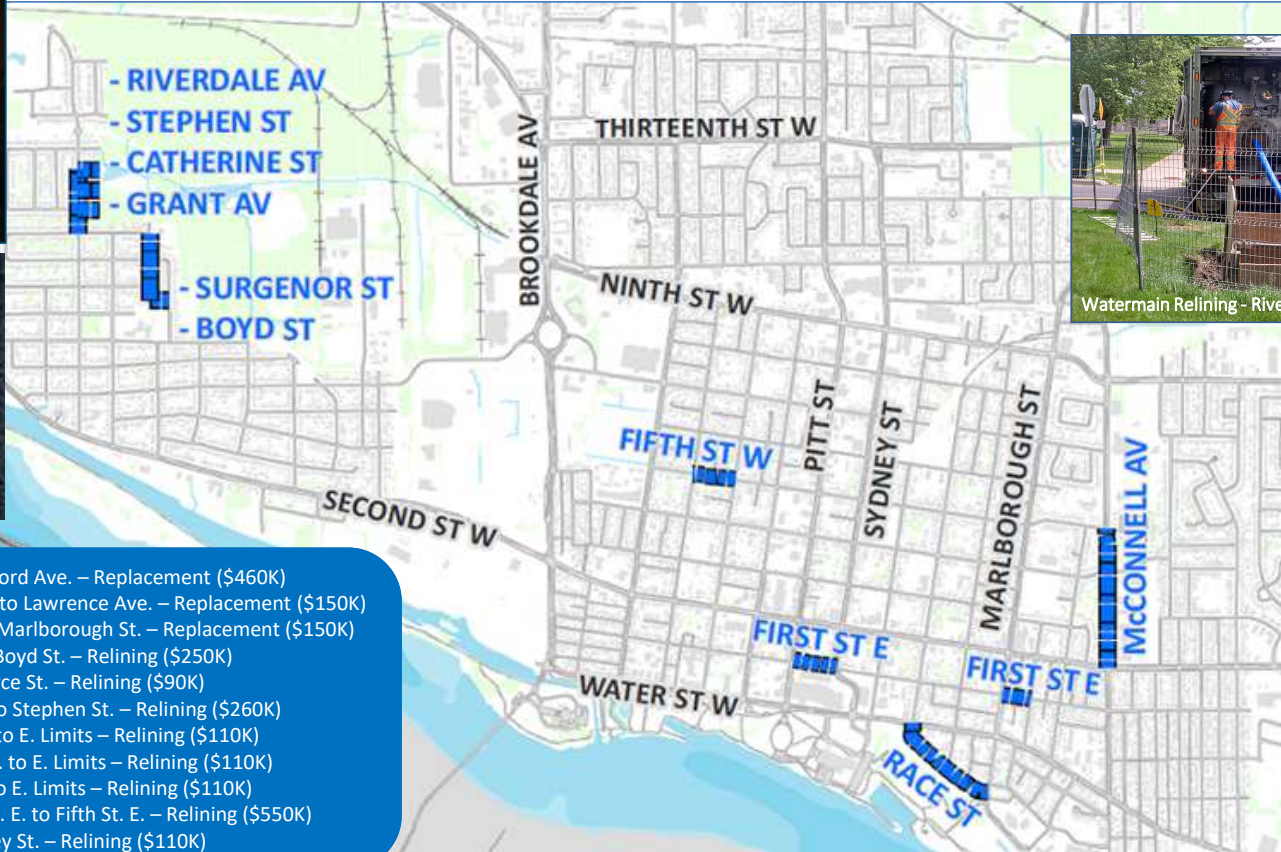 - RIVERDALE AV
- STEPHEN ST
- CATHERINE ST
- GRANT AV
- SURGENOR ST
- BOYD ST
BROOKDALE AV
THIRTEENTH ST W
NINTH ST W
Watermain Relining - Rive
FIFTH ST W
PITT ST
SYDNEY ST
MARLBOROUGH ST
McCONNELL AV
SECOND ST W
FIRST ST E
FIRST ST E
WATER ST W
RACE ST
ord Ave. – Replacement ($460K)
to Lawrence Ave. – Replacement ($150K)
Marlborough St. – Replacement ($150K)
Boyd St. – Relining ($250K)
rce St. – Relining ($90K)
o Stephen St. – Relining ($260K)
to E. Limits – Relining ($110K)
. to E. Limits – Relining ($110K)
o E. Limits – Relining ($110K)
. E. to Fifth St. E. – Relining ($550K)
ey St. – Relining ($110K)